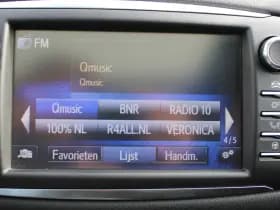 FM
Qmusic
Qmusic
Qmusic BNR RADIO 10
100% NL R4ALL.NL VERONICA
4/5
Favorieten Lijst Handm.